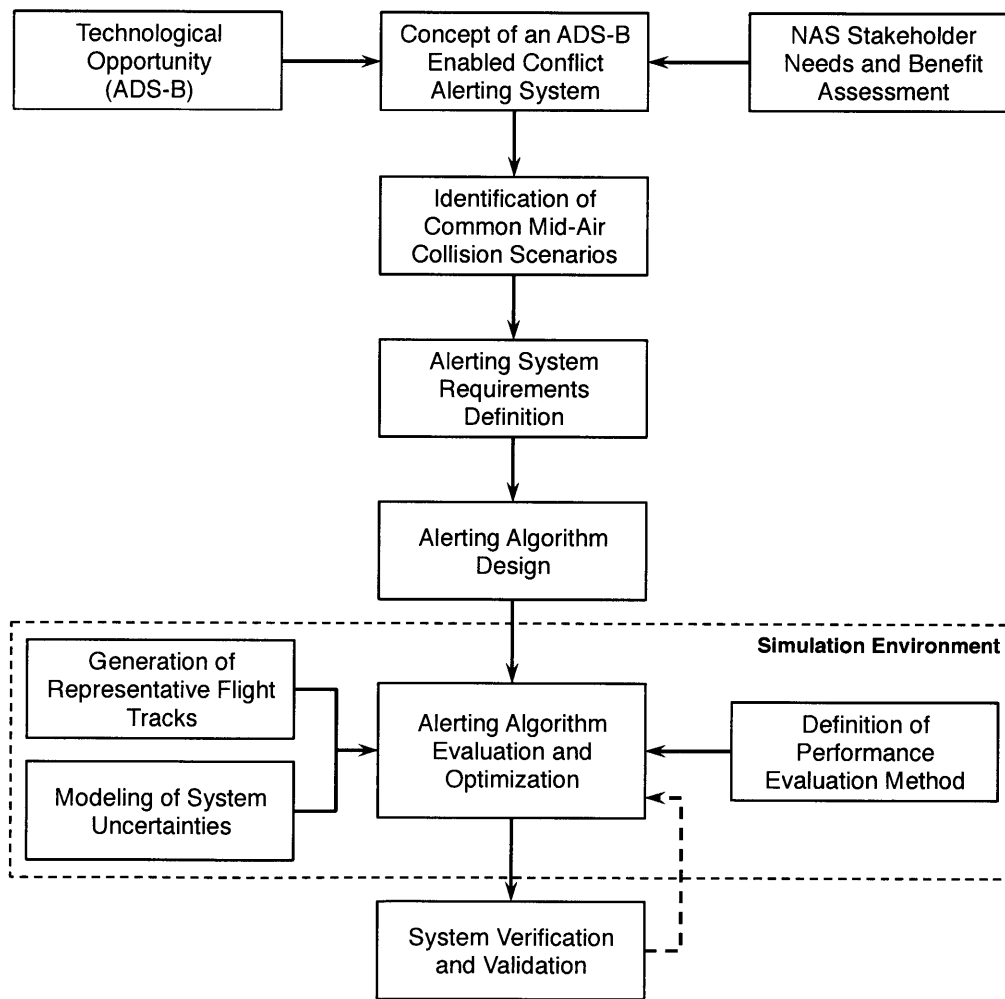 Technological
Opportunity
(ADS-B)
Concept of an ADS-B
Enabled Conflict
Alerting System
NAS Stakeholder
Needs and Benefit
Assessment
Identification of
Common Mid-Air
Collision Scenarios
Alerting System
Requirements
Definition
Alerting Algorithm
Design
Simulation Environment
Generation of
Representative Flight
Tracks
Modeling of System
Uncertainties
Alerting Algorithm
Evaluation and
Optimization
Definition of
Performance
Evaluation Method
System Verification
and Validation